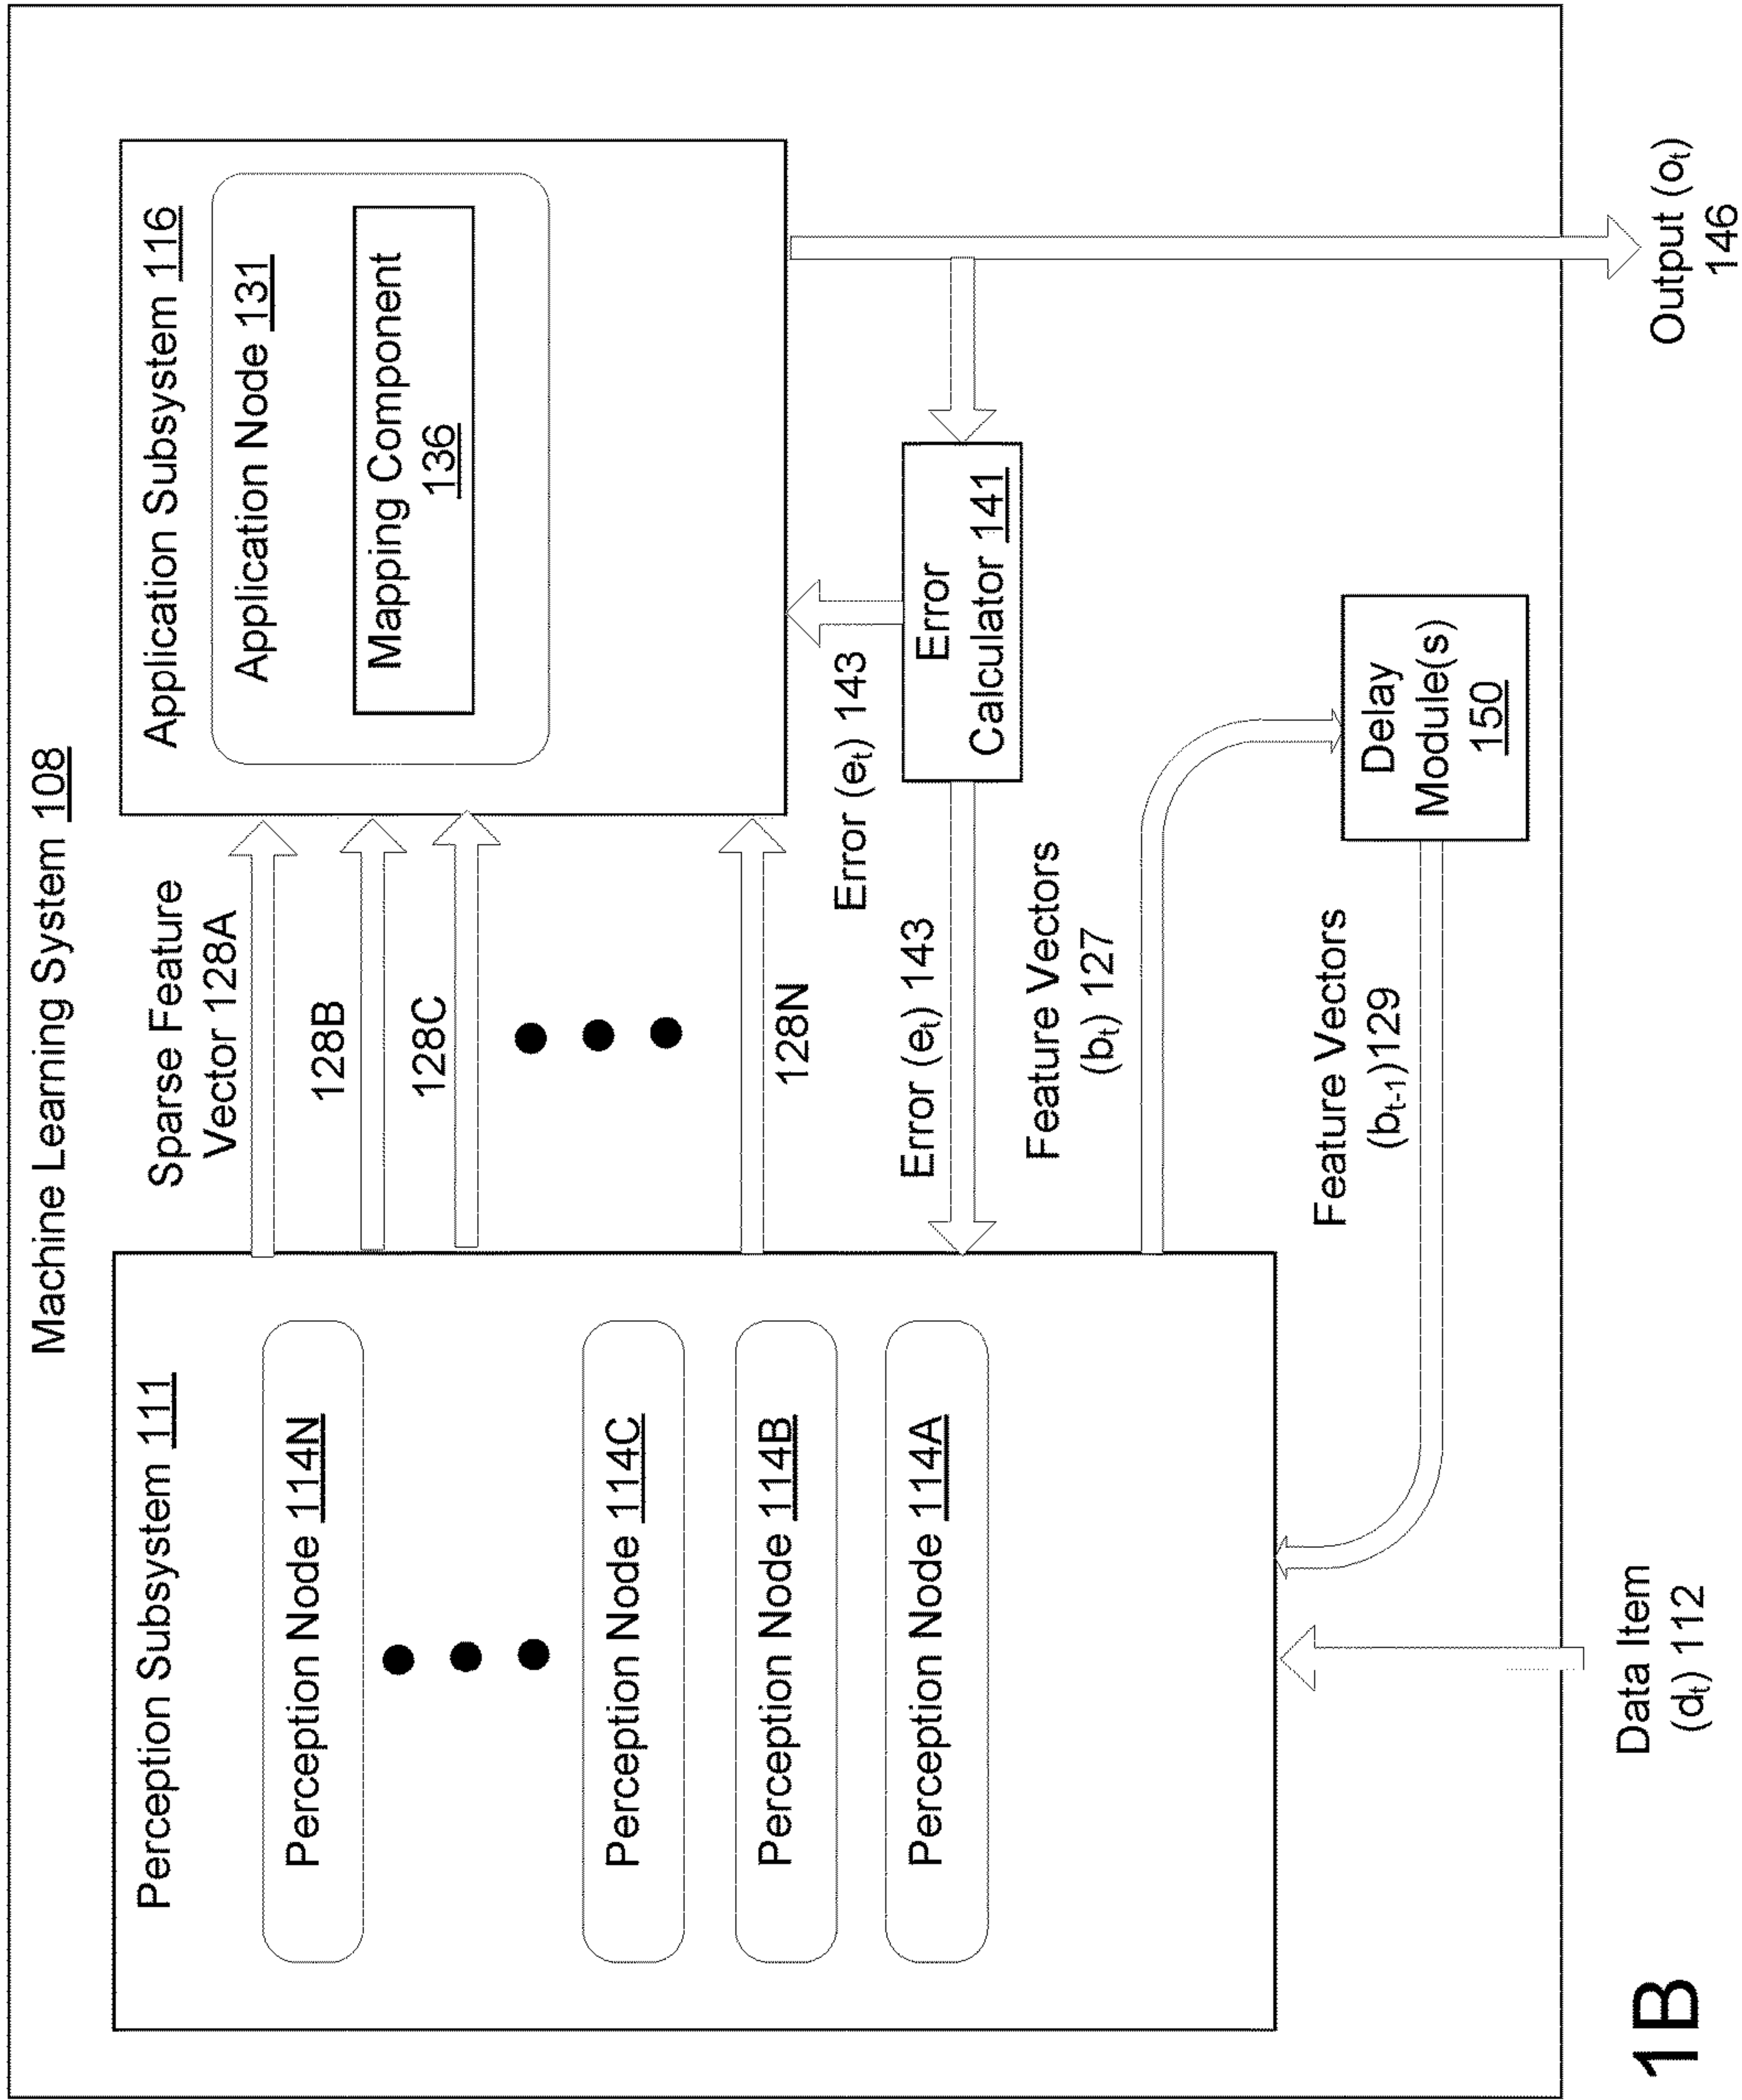 Machine Learning System 108
Perception Subsystem 111
Perception Node 114N
Perception Node 114C
Perception Node 114B
Perception Node 114A
Sparse Feature
Vector 128A
128B
128C
128N
Application Subsystem 116
Application Node 131
Mapping Component
136
Error (et) 143
Error (et) 143
Error
Calculator 141
Feature Vectors
(bt) 127
Feature Vectors
(bt-1)129
Delay
Module(s)
150
Data Item
(dt) 112
Output (ot)
146
1B